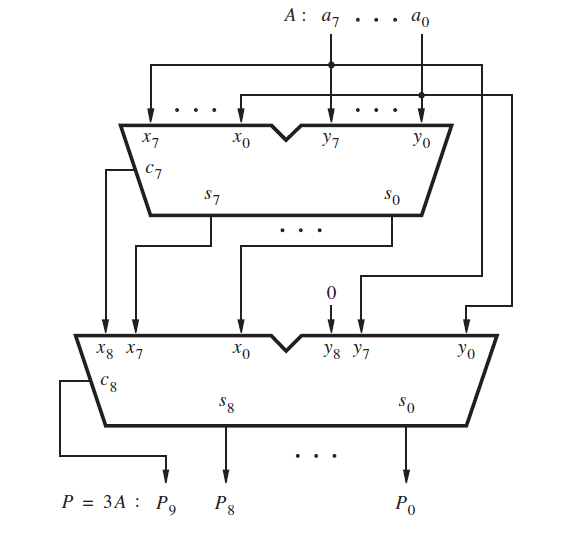 A : a7 . . . a0
. . . . . .
x7 x0 y7 y0
c7
s7 s0
. . .
0
x8 x7 x0 y8 y7 y0
c8
s8 s0
. . .
P = 3A : P9 P8 P0